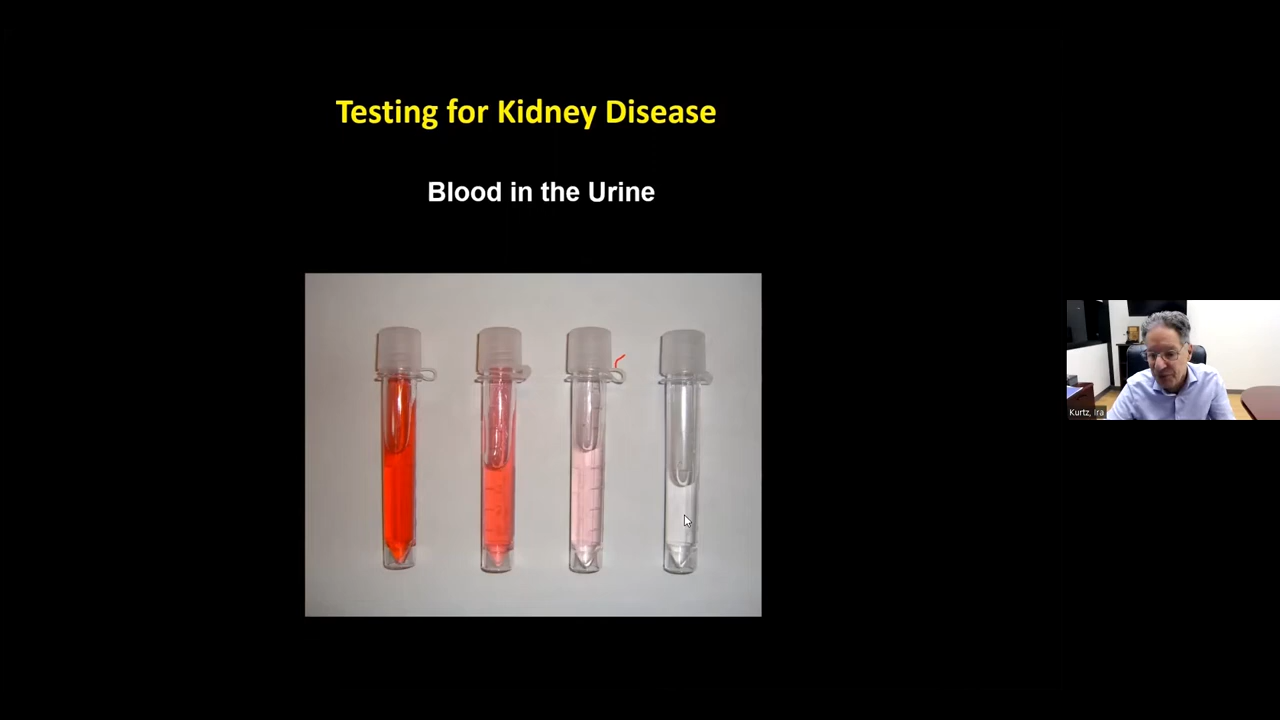 Testing for Kidney Disease
Blood in the Urine
Kurtz, Ira